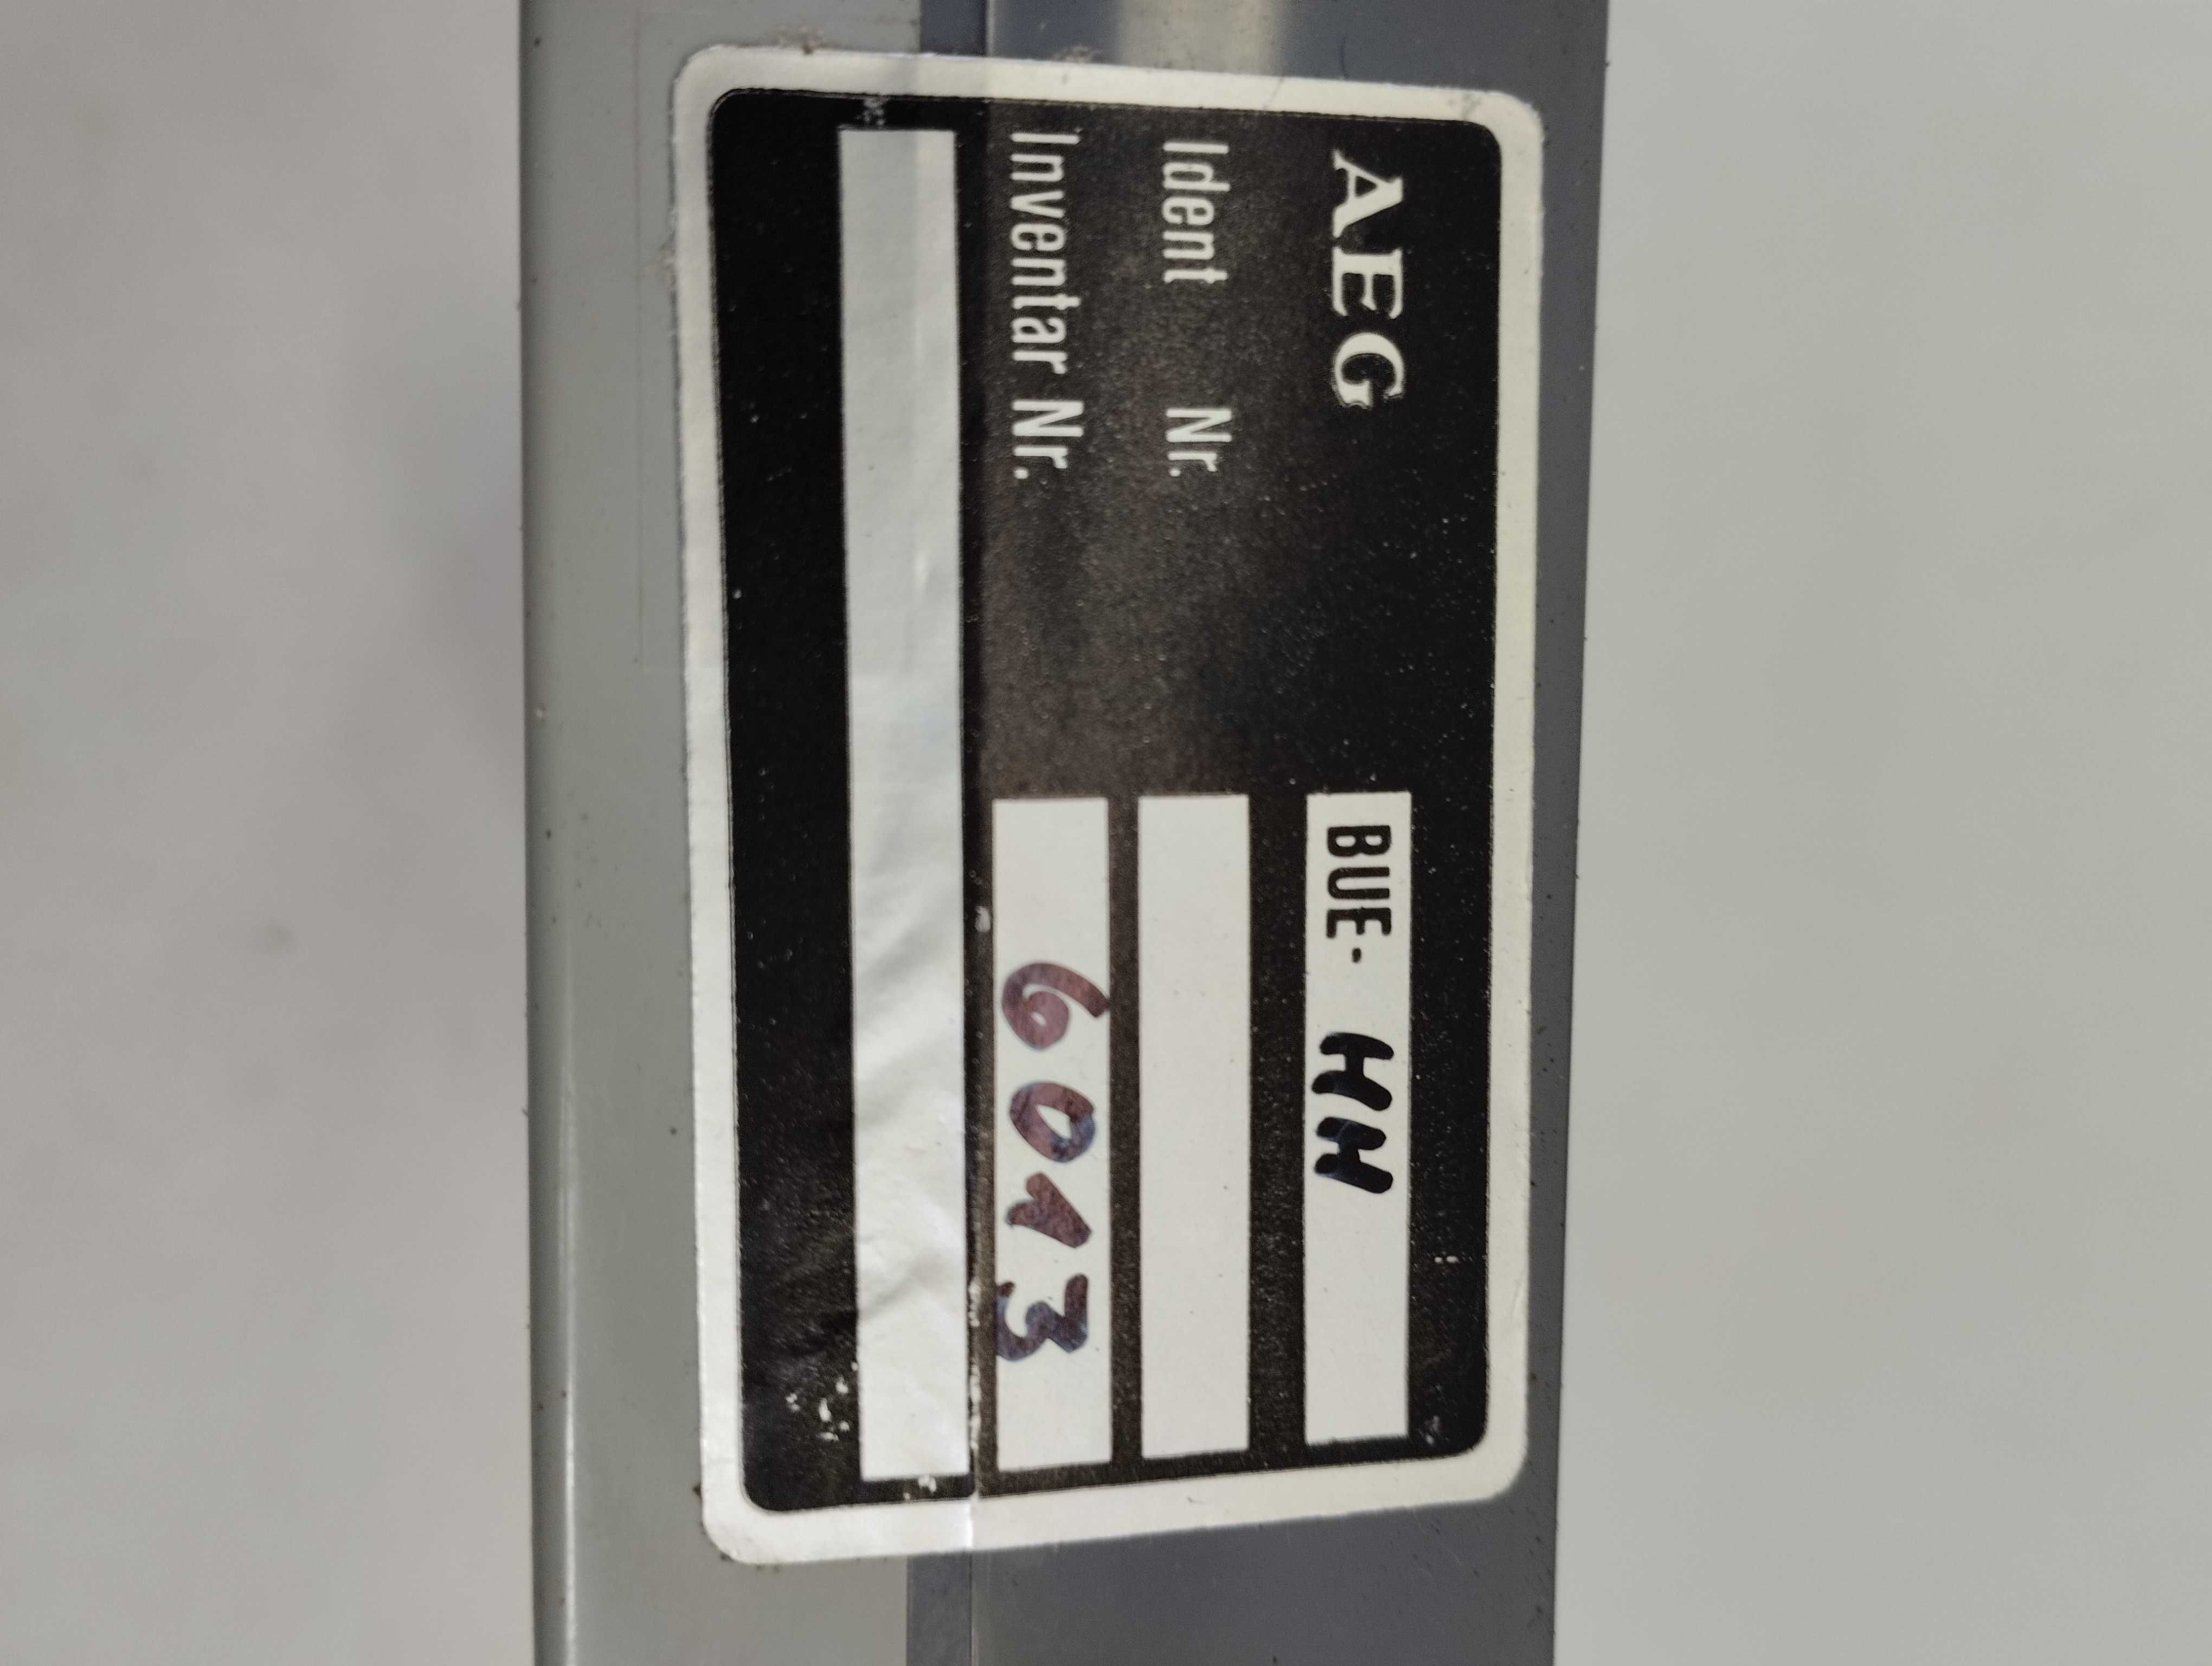 AEG BUE- HH
Ident Nr.
Inventar Nr. 6013